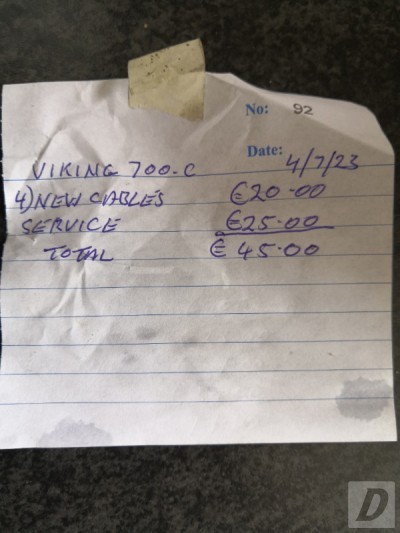 No: 92
Date: 4/7/23
VIKING 700.C
4) NEW CABLES €20.00
SERVICE €25.00
TOTAL € 45.00
D